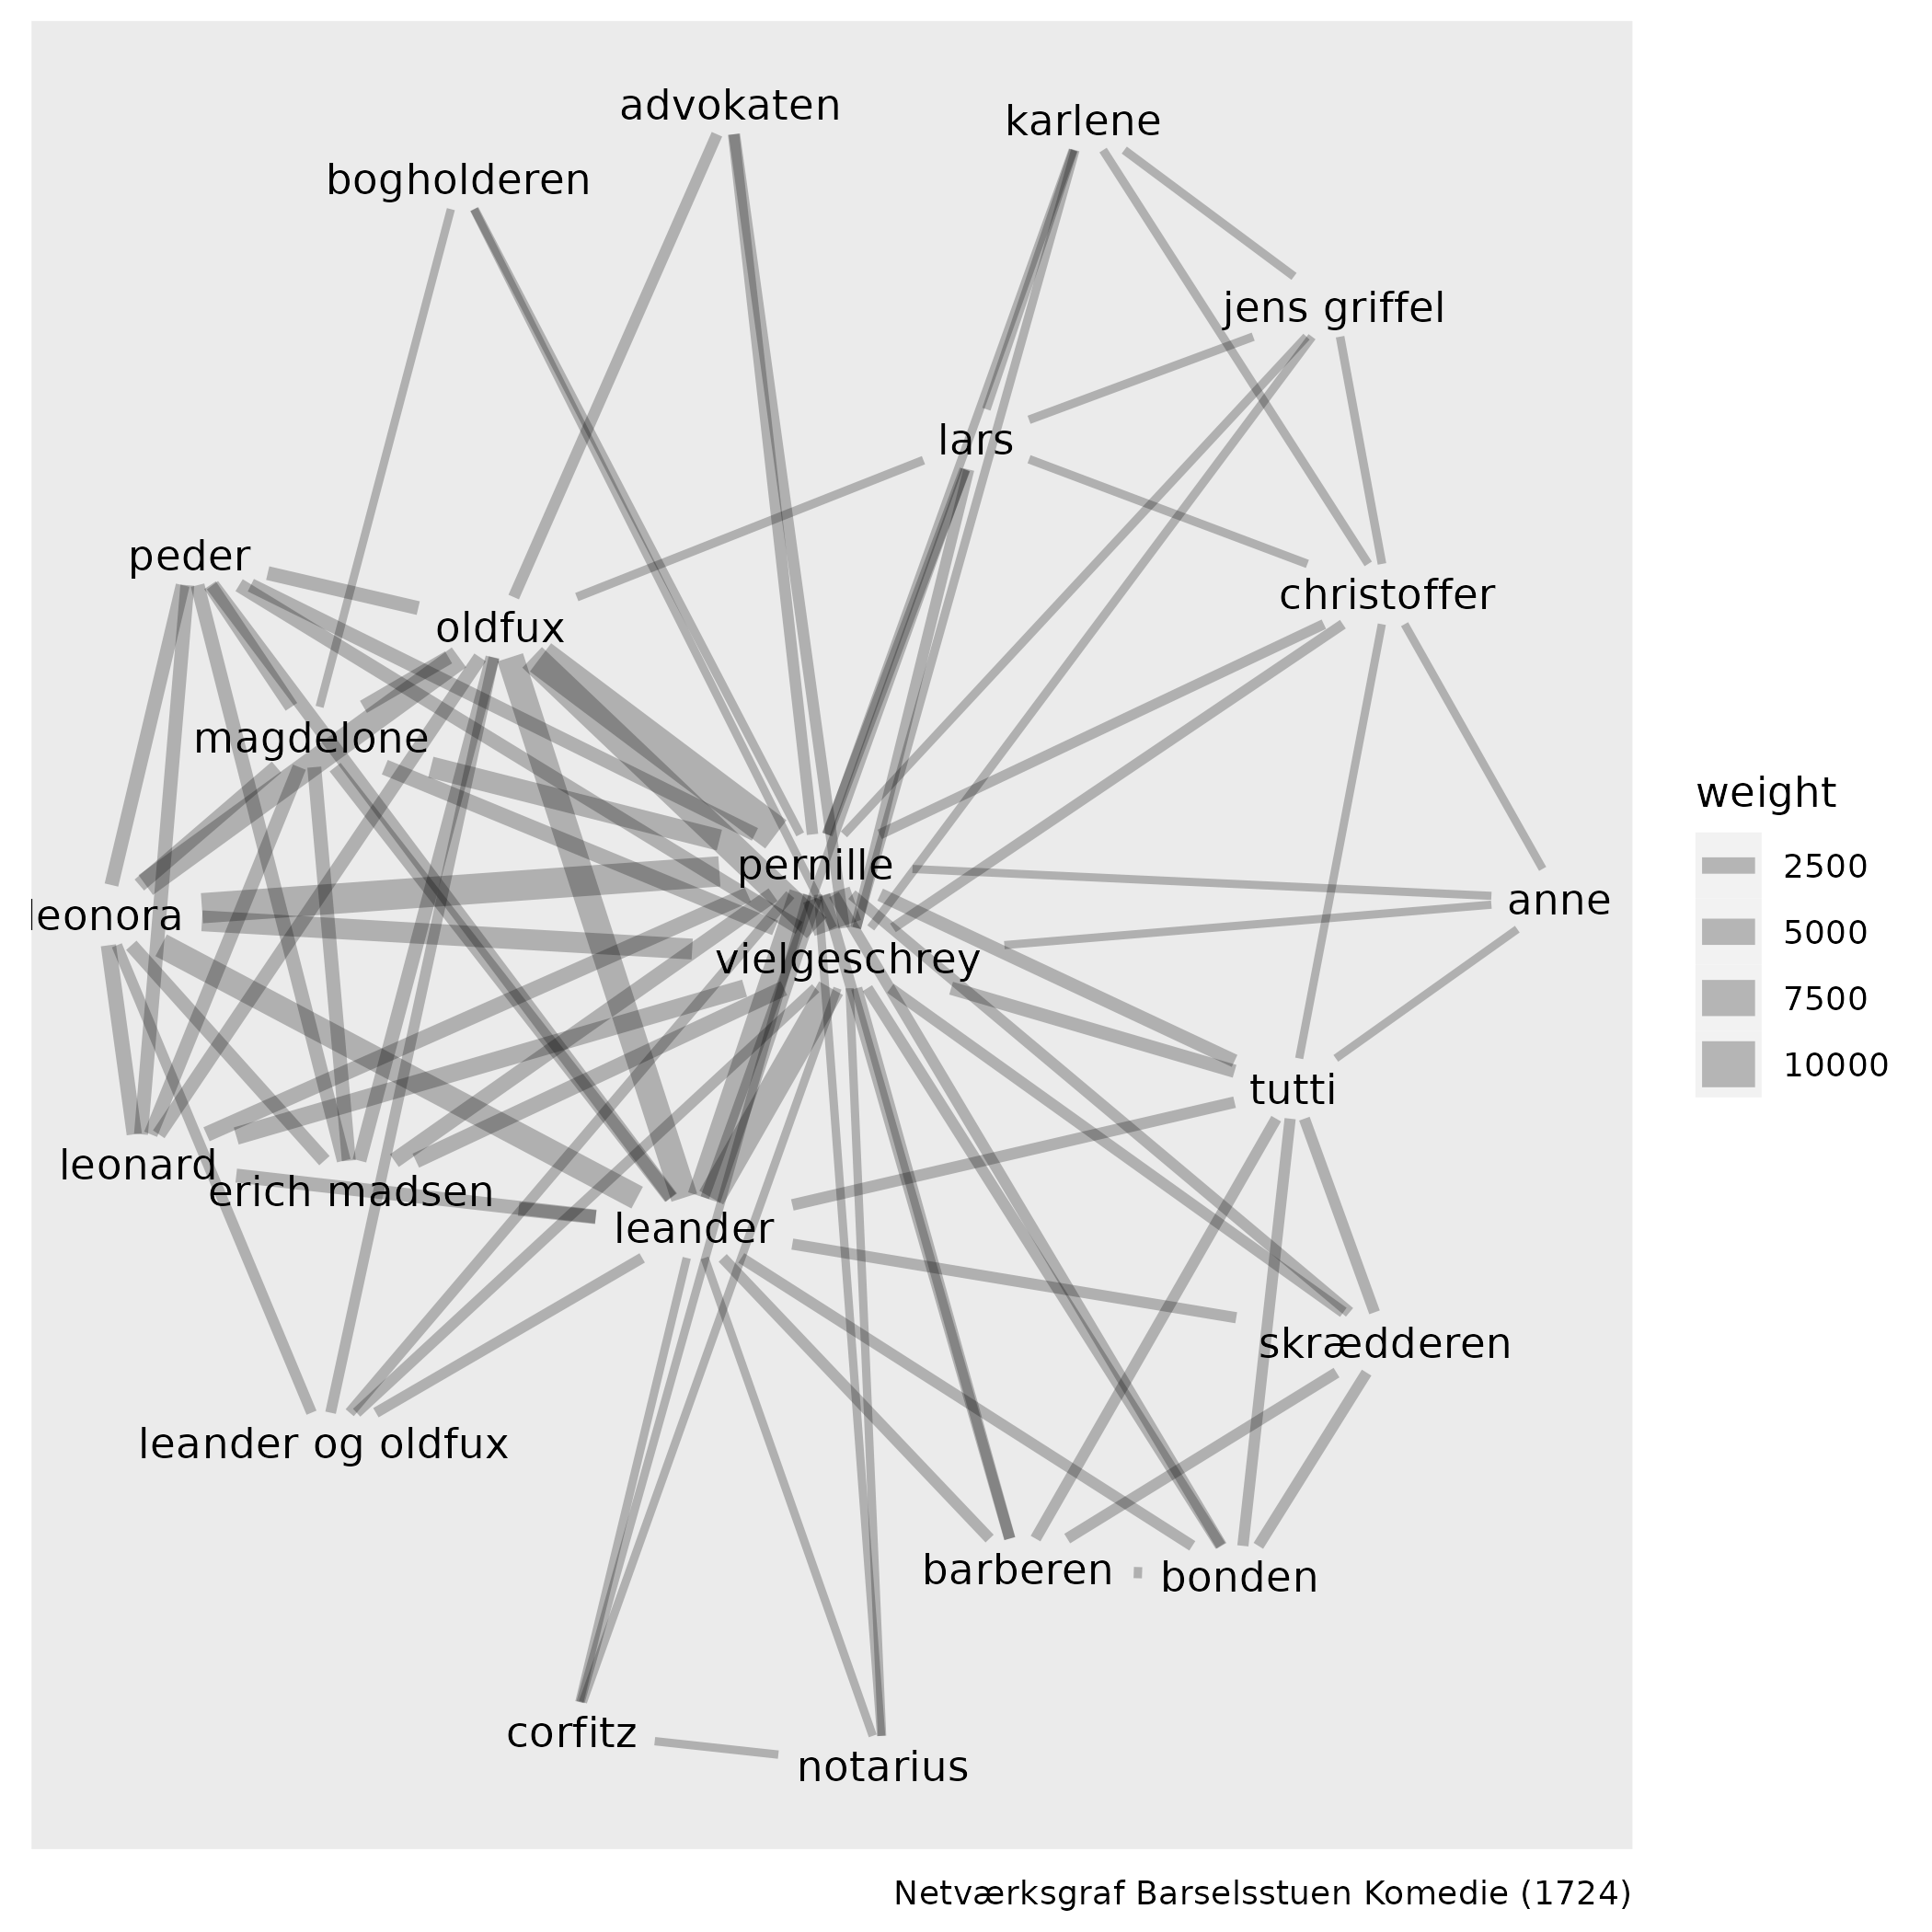 advokaten
karlene
bogholderen
jens griffel
lars
peder
christoffer
oldfux
magdelone
pernille
leonora
anne
vielgeschrey
tutti
leonard
erich madsen
leander
skrædderen
leander og oldfux
barberen
bonden
corfitz
notarius
weight
2500
5000
7500
10000
Netværksgraf Barselsstuen Komedie (1724)